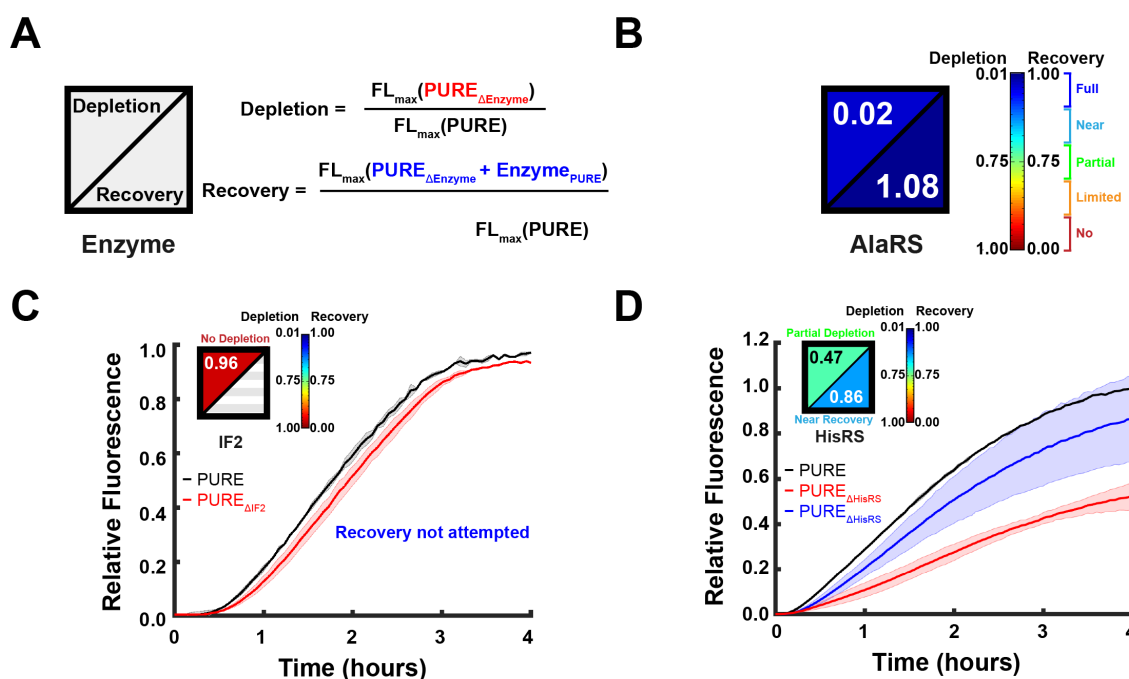 A
Depletion
Recovery
Enzyme
Depletion =
FLmax(PUREΔEnzyme)
FLmax(PURE)
Recovery =
FLmax(PUREΔEnzyme + EnzymePURE)
FLmax(PURE)
B
0.02
1.08
AlaRS
Depletion Recovery
0.01 1.00
0.75 0.75
1.00 0.00
Full
Near
Partial
Limited
No
C
Depletion Recovery
No Depletion
0.96
IF2
0.01 1.00
0.75 0.75
1.00 0.00
PURE
PUREΔIF2
Recovery not attempted
Relative Fluorescence
1.0
0.8
0.6
0.4
0.2
0.0
0 1 2 3 4
Time (hours)
D
Depletion Recovery
Partial Depletion
0.47
0.86
Near Recovery
HisRS
0.01 1.00
0.75 0.75
1.00 0.00
PURE
PUREΔHisRS
PUREΔHisRS
Relative Fluorescence
1.2
1.0
0.8
0.6
0.4
0.2
0.0
0 1 2 3 4
Time (hours)